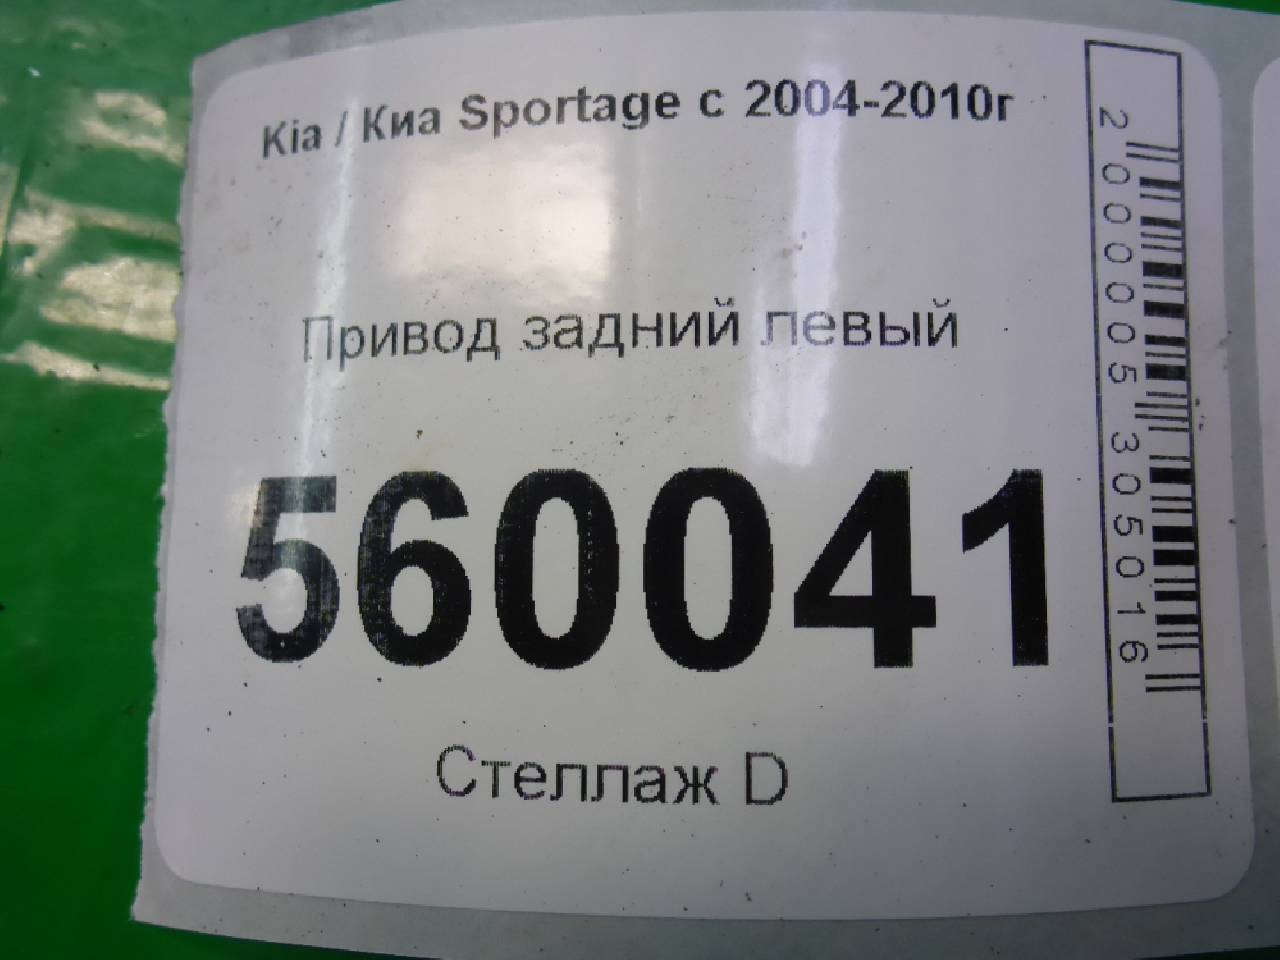 Kia / Киа Sportage с 2004-2010г
Привод задний левый
560041
Стеллаж D
2000005305016